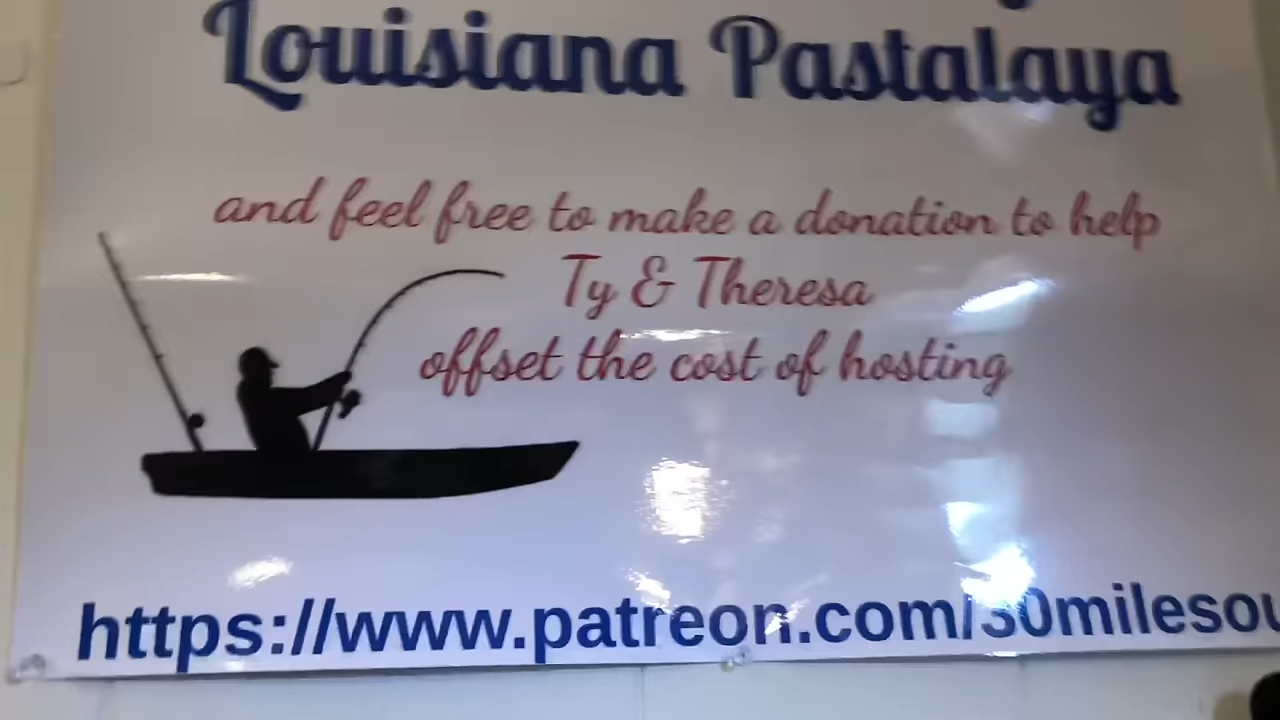 Louisiana Pastalaya
and feel free to make a donation to help
Ty & Theresa
offset the cost of hosting
https://www.patreon.com/30milesou